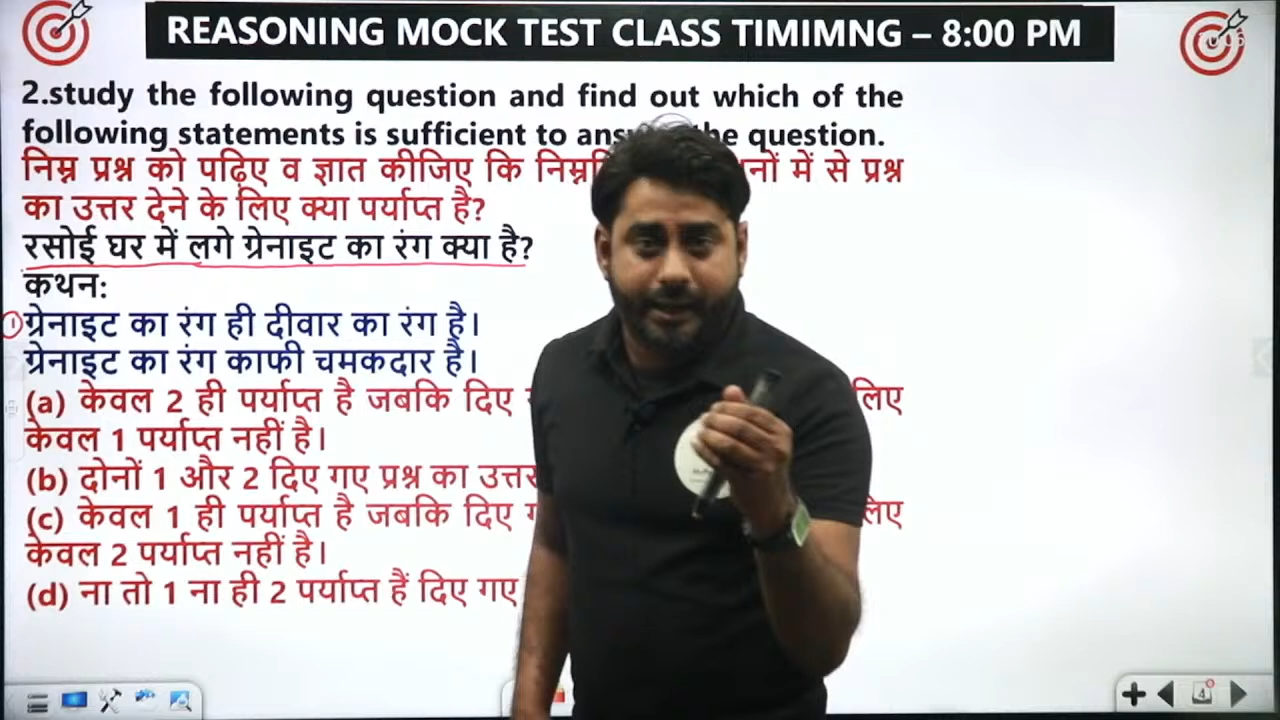 REASONING MOCK TEST CLASS TIMIMNG – 8:00 PM
2.study the following question and find out which of the
following statements is sufficient to the question.
निम्न प्रश्न को पढ़िए व ज्ञात कीजिए कि में से प्रश्न
का उत्तर देने के लिए क्या पर्याप्त है?
रसोई घर में लगे ग्रेनाइट का रंग क्या है?
कथन:
1 ग्रेनाइट का रंग ही दीवार का रंग है।
ग्रेनाइट का रंग काफी चमकदार है।
(a) केवल 2 ही पर्याप्त है जबकि दिए लिए
केवल 1 पर्याप्त नहीं है।
(b) दोनों 1 और 2 दिए गए प्रश्न का उत्तर
(c) केवल 1 ही पर्याप्त है जबकि दिए लिए
केवल 2 पर्याप्त नहीं है।
(d) ना तो 1 ना ही 2 पर्याप्त हैं दिए गए
4